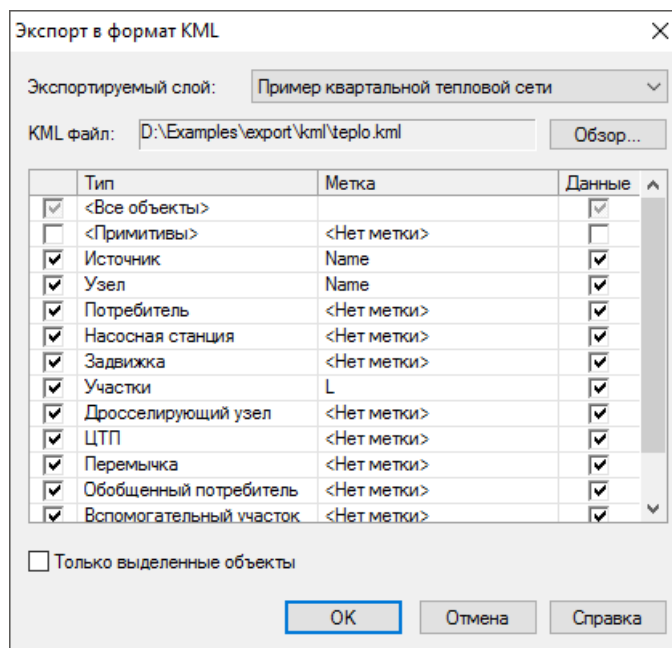 Экспорт в формат KML
Экспортируемый слой: Пример квартальной тепловой сети
KML файл: D:\Examples\export\kml\teplo.kml Обзор...
Тип Метка Данные
<Все объекты>
<Примитивы> <Нет метки>
Источник Name
Узел Name
Потребитель <Нет метки>
Насосная станция <Нет метки>
Задвижка <Нет метки>
Участки L
Дросселирующий узел <Нет метки>
ЦТП <Нет метки>
Перемычка <Нет метки>
Обобщенный потребитель <Нет метки>
Вспомогательный участок <Нет метки>
Только выделенные объекты
OK Отмена Справка